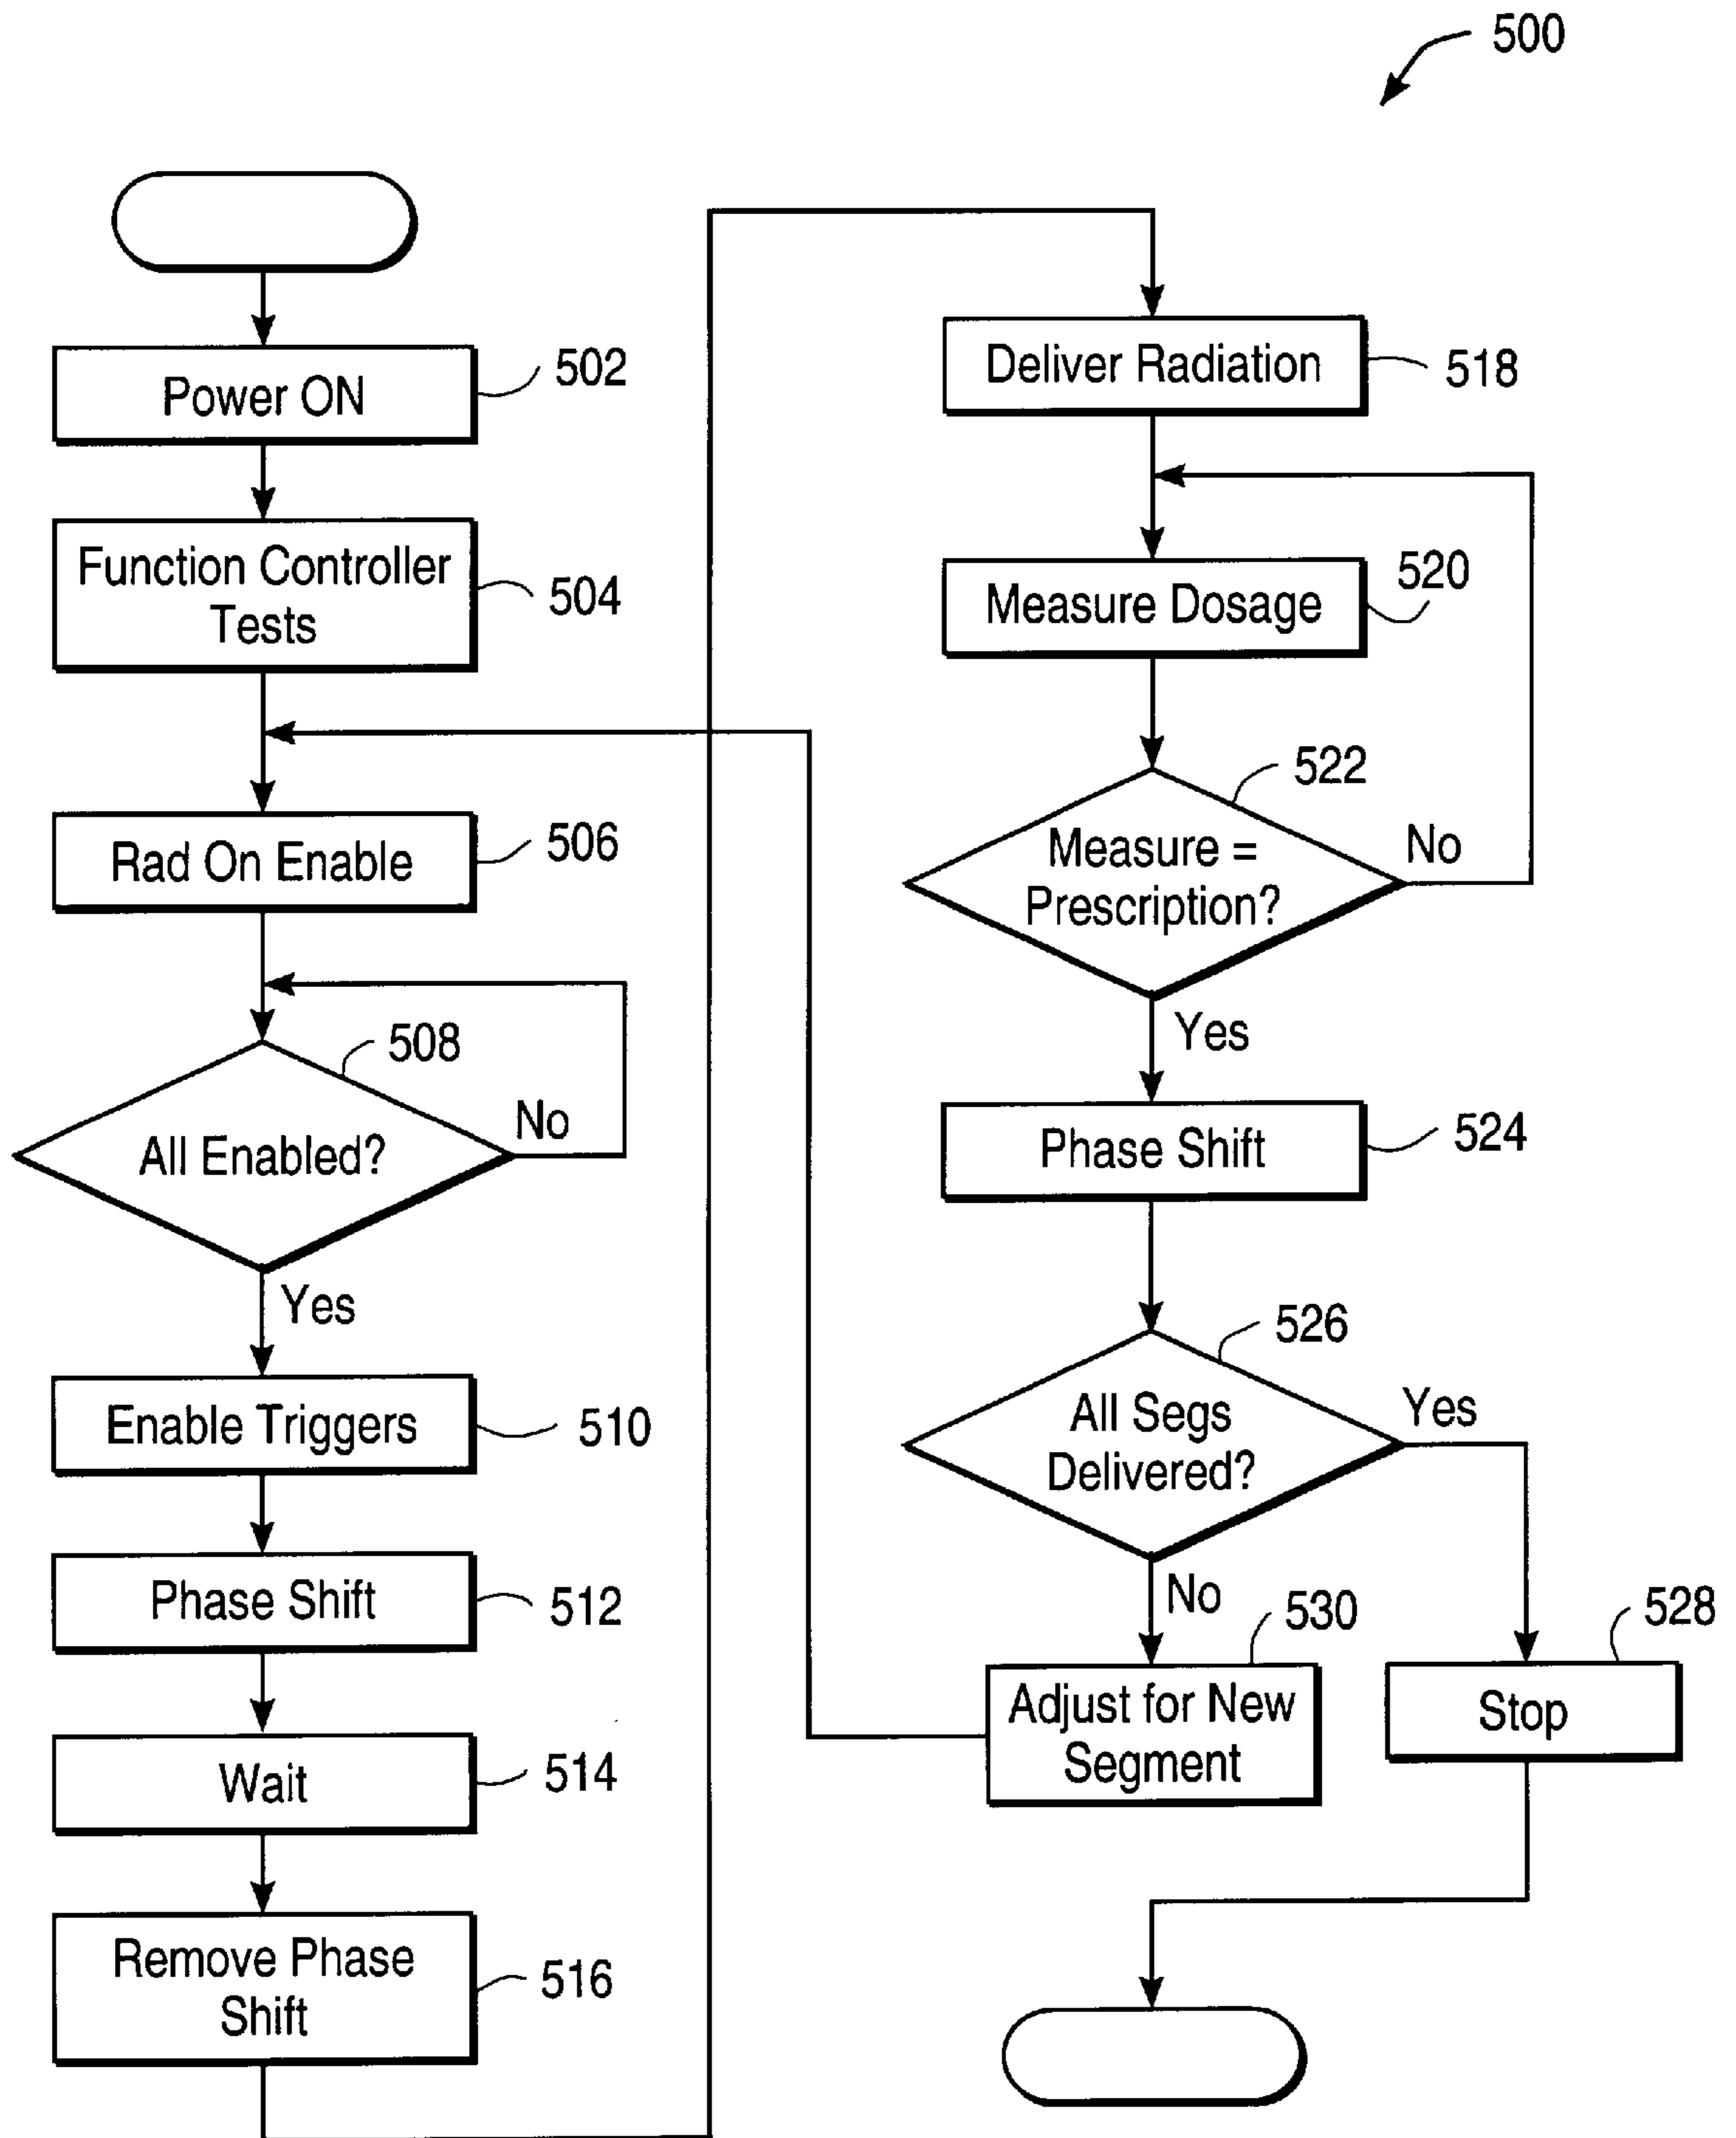 500
Power ON
502
Function Controller
Tests
504
Rad On Enable
506
508
All Enabled?
No
Yes
Enable Triggers
510
Phase Shift
512
Wait
514
Remove Phase
Shift
516
Deliver Radiation
518
Measure Dosage
520
522
Measure =
Prescription?
No
Yes
Phase Shift
524
526
All Segs
Delivered?
Yes
No
530
Adjust for New
Segment
528
Stop